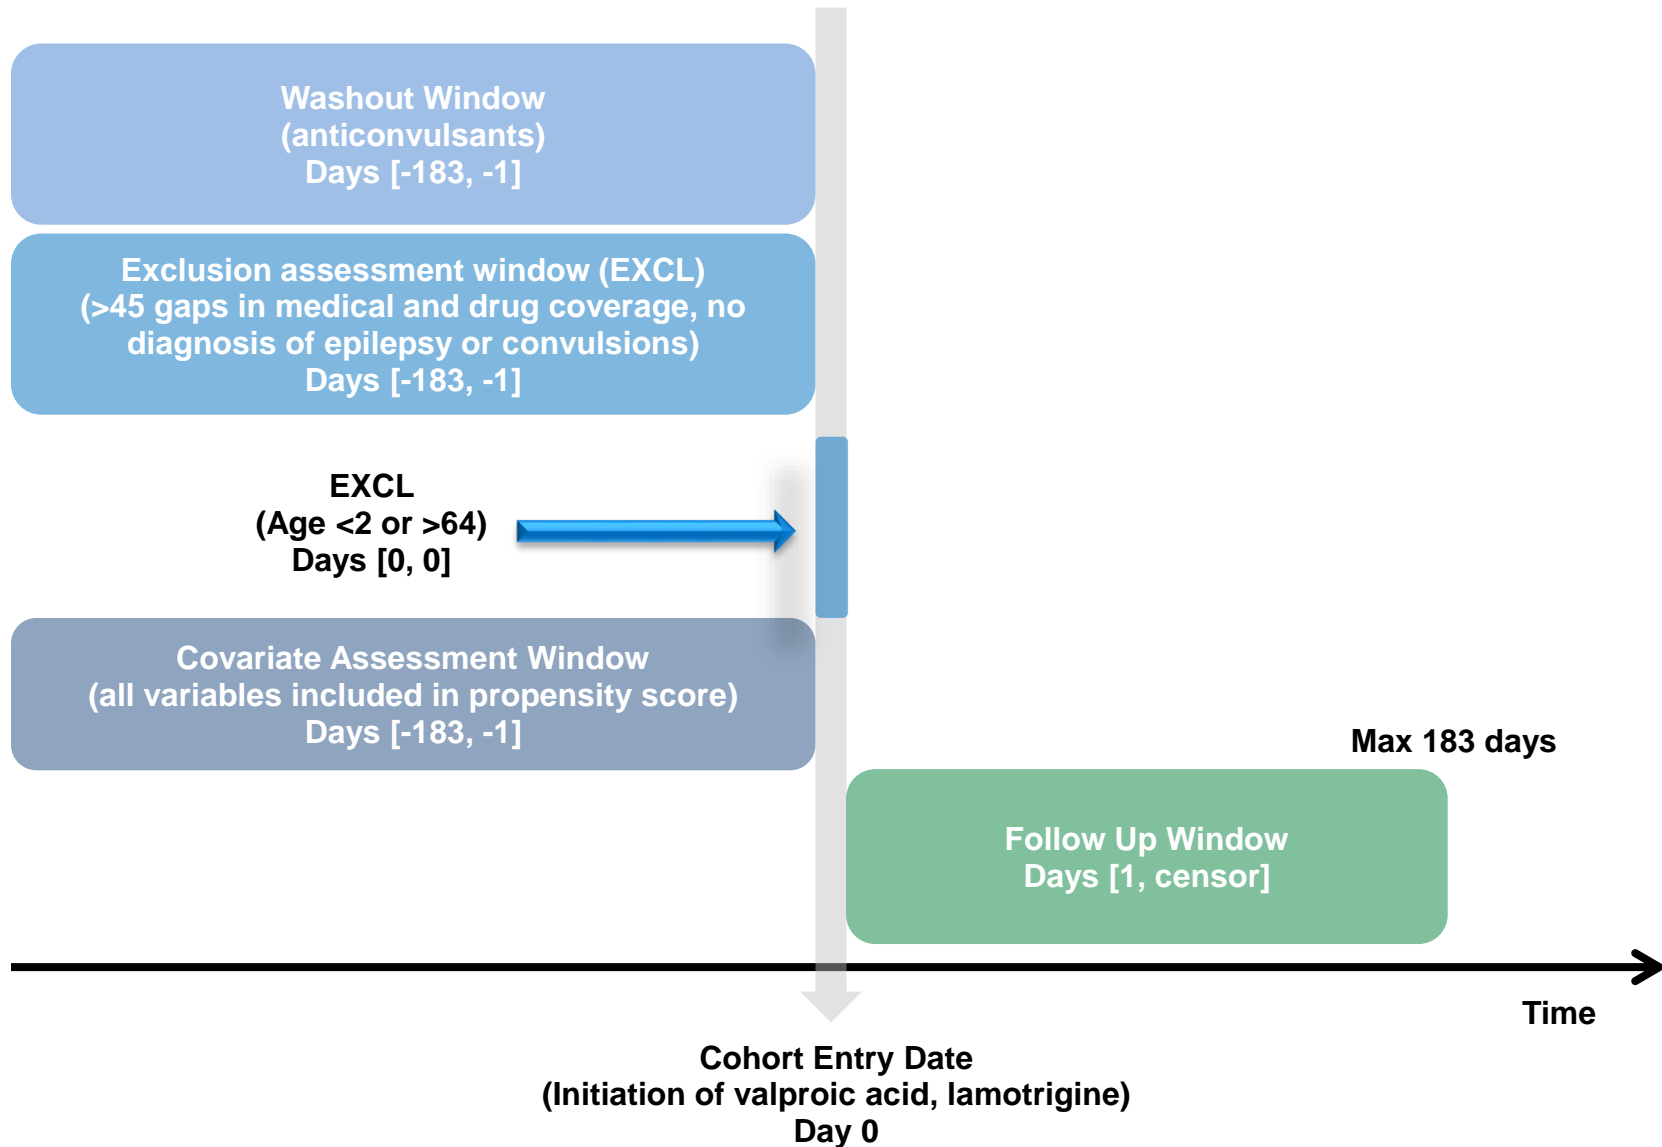 Washout Window
(anticonvulsants)
Days [-183, -1]
Exclusion assessment window (EXCL)
(>45 gaps in medical and drug coverage, no
diagnosis of epilepsy or convulsions)
Days [-183, -1]
EXCL
(Age <2 or >64)
Days [0, 0]
Covariate Assessment Window
(all variables included in propensity score)
Days [-183, -1]
Max 183 days
Follow Up Window
Days [1, censor]
Time
Cohort Entry Date
(Initiation of valproic acid, lamotrigine)
Day 0